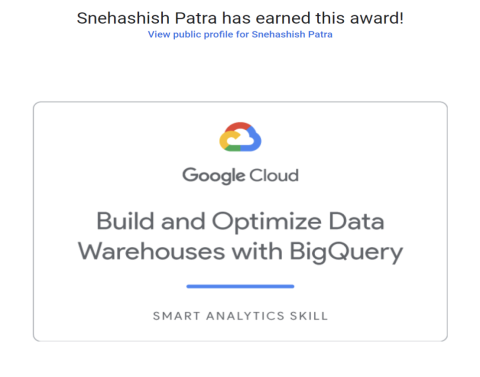 Snehashish Patra has earned this award!
View public profile for Snehashish Patra
Google Cloud
Build and Optimize Data
Warehouses with BigQuery
SMART ANALYTICS SKILL